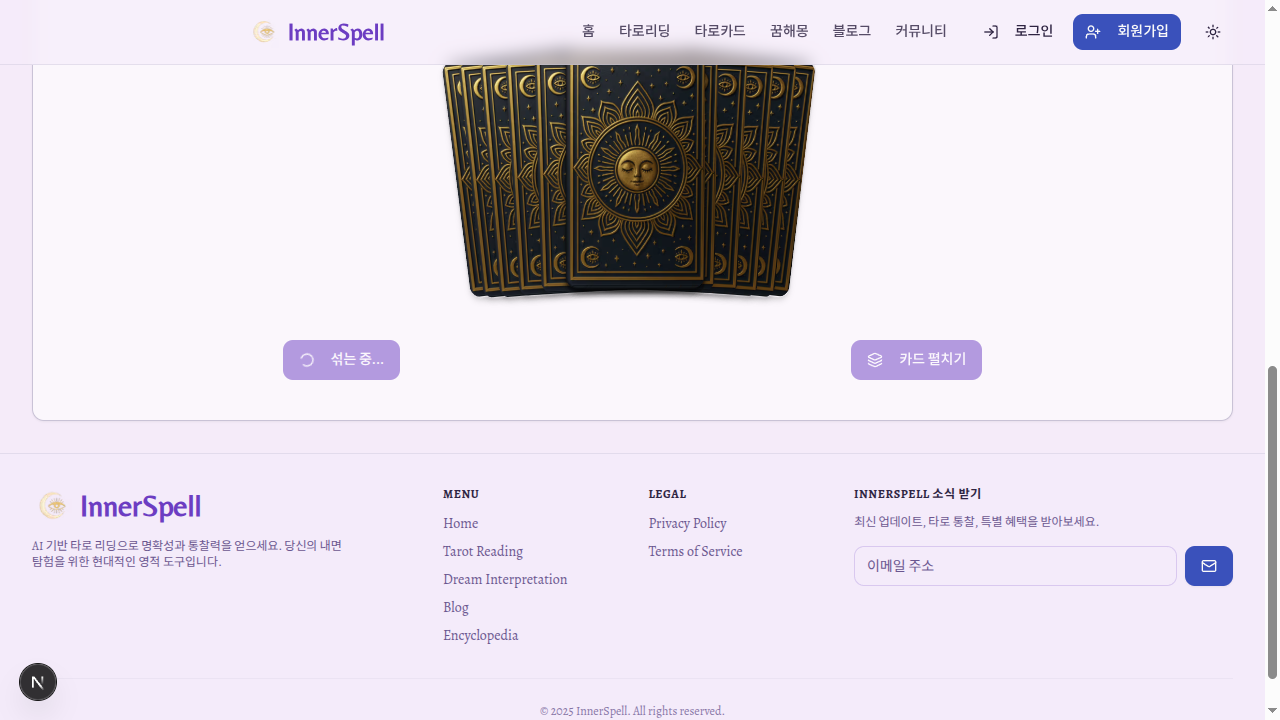 InnerSpell
홈 타로리딩 타로카드 꿈해몽 블로그 커뮤니티 로그인 회원가입
섞는 중...
카드 펼치기
InnerSpell
AI 기반 타로 리딩으로 명확성과 통찰력을 얻으세요. 당신의 내면
탐험을 위한 현대적인 영적 도구입니다.
MENU
Home
Tarot Reading
Dream Interpretation
Blog
Encyclopedia
LEGAL
Privacy Policy
Terms of Service
INNERSPELL 소식 받기
최신 업데이트, 타로 통찰, 특별 혜택을 받아보세요.
이메일 주소
N
© 2025 InnerSpell. All rights reserved.